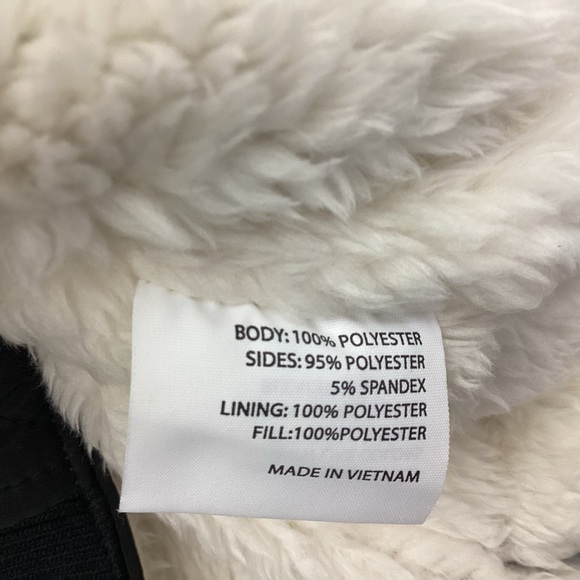 BODY: 100% POLYESTER
SIDES: 95% POLYESTER
5% SPANDEX
LINING: 100% POLYESTER
FILL:100%POLYESTER
MADE IN VIETNAM